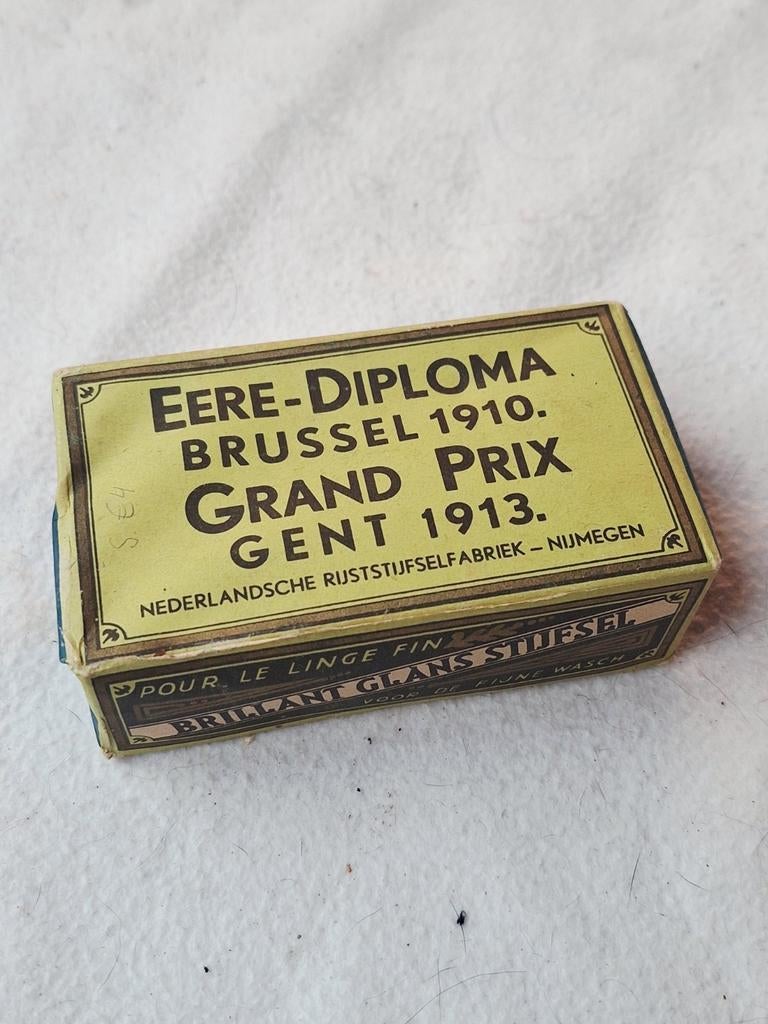 EERE-DIPLOMA
BRUSSEL 1910.
GRAND PRIX
GENT 1913.
NEDERLANDSCHE RIJSTSTIJFSELFABRIEK – NIJMEGEN
POUR LE LINGE FIN
BRILLANT GLANS STIJFSEL
VOOR DE FIJNE WASCH